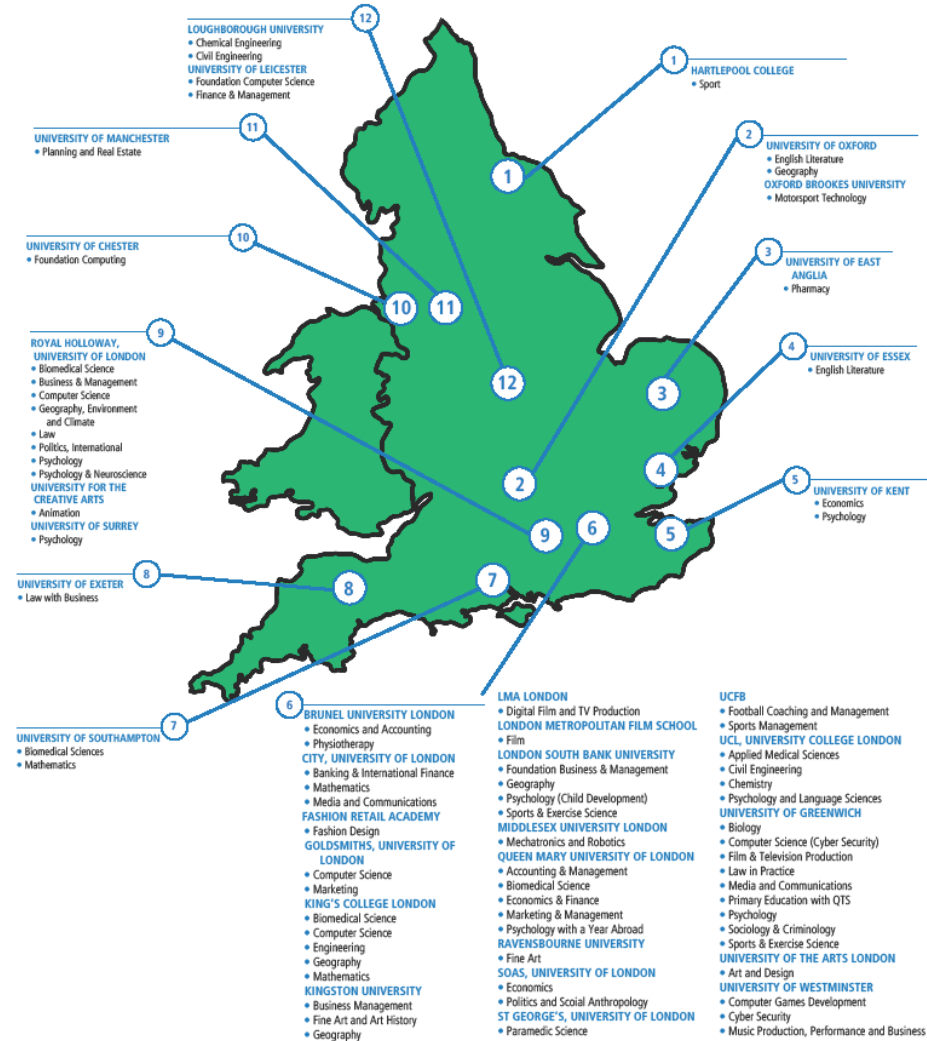 12
LOUGHBOROUGH UNIVERSITY
• Chemical Engineering
• Civil Engineering
UNIVERSITY OF LEICESTER
• Foundation Computer Science
• Finance & Management
1
HARTLEPOOL COLLEGE
• Sport
11
UNIVERSITY OF MANCHESTER
• Planning and Real Estate
2
UNIVERSITY OF OXFORD
• English Literature
• Geography
OXFORD BROOKES UNIVERSITY
• Motorsport Technology
10
UNIVERSITY OF CHESTER
• Foundation Computing
3
UNIVERSITY OF EAST
ANGLIA
• Pharmacy
9
ROYAL HOLLOWAY,
UNIVERSITY OF LONDON
• Biomedical Science
• Business & Management
• Computer Science
• Geography, Environment
and Climate
• Law
• Politics, International
• Psychology
• Psychology & Neuroscience
UNIVERSITY FOR THE
CREATIVE ARTS
• Animation
UNIVERSITY OF SURREY
• Psychology
4
UNIVERSITY OF ESSEX
• English Literature
5
UNIVERSITY OF KENT
• Economics
• Psychology
8
UNIVERSITY OF EXETER
• Law with Business
7
UNIVERSITY OF SOUTHAMPTON
• Biomedical Sciences
• Mathematics
1
10
11
12
3
4
2
6
9
5
8
7
6
BRUNEL UNIVERSITY LONDON
• Economics and Accounting
• Physiotherapy
CITY, UNIVERSITY OF LONDON
• Banking & International Finance
• Mathematics
• Media and Communications
FASHION RETAIL ACADEMY
• Fashion Design
GOLDSMITHS, UNIVERSITY OF
LONDON
• Computer Science
• Marketing
KING'S COLLEGE LONDON
• Biomedical Science
• Computer Science
• Engineering
• Geography
• Mathematics
KINGSTON UNIVERSITY
• Business Management
• Fine Art and Art History
• Geography
LMA LONDON
• Digital Film and TV Production
LONDON METROPOLITAN FILM SCHOOL
• Film
LONDON SOUTH BANK UNIVERSITY
• Foundation Business & Management
• Geography
• Psychology (Child Development)
• Sports & Exercise Science
MIDDLESEX UNIVERSITY LONDON
• Mechatronics and Robotics
QUEEN MARY UNIVERSITY OF LONDON
• Accounting & Management
• Biomedical Science
• Economics & Finance
• Marketing & Management
• Psychology with a Year Abroad
RAVENSBOURNE UNIVERSITY
• Fine Art
SOAS, UNIVERSITY OF LONDON
• Economics
• Politics and Scoial Anthropology
ST GEORGE'S, UNIVERSITY OF LONDON
• Paramedic Science
UCFB
• Football Coaching and Management
• Sports Management
UCL, UNIVERSITY COLLEGE LONDON
• Applied Medical Sciences
• Civil Engineering
• Chemistry
• Psychology and Language Sciences
UNIVERSITY OF GREENWICH
• Biology
• Computer Science (Cyber Security)
• Film & Television Production
• Law in Practice
• Media and Communications
• Primary Education with QTS
• Psychology
• Sociology & Criminology
• Sports & Exercise Science
UNIVERSITY OF THE ARTS LONDON
• Art and Design
UNIVERSITY OF WESTMINSTER
• Computer Games Development
• Cyber Security
• Music Production, Performance and Business